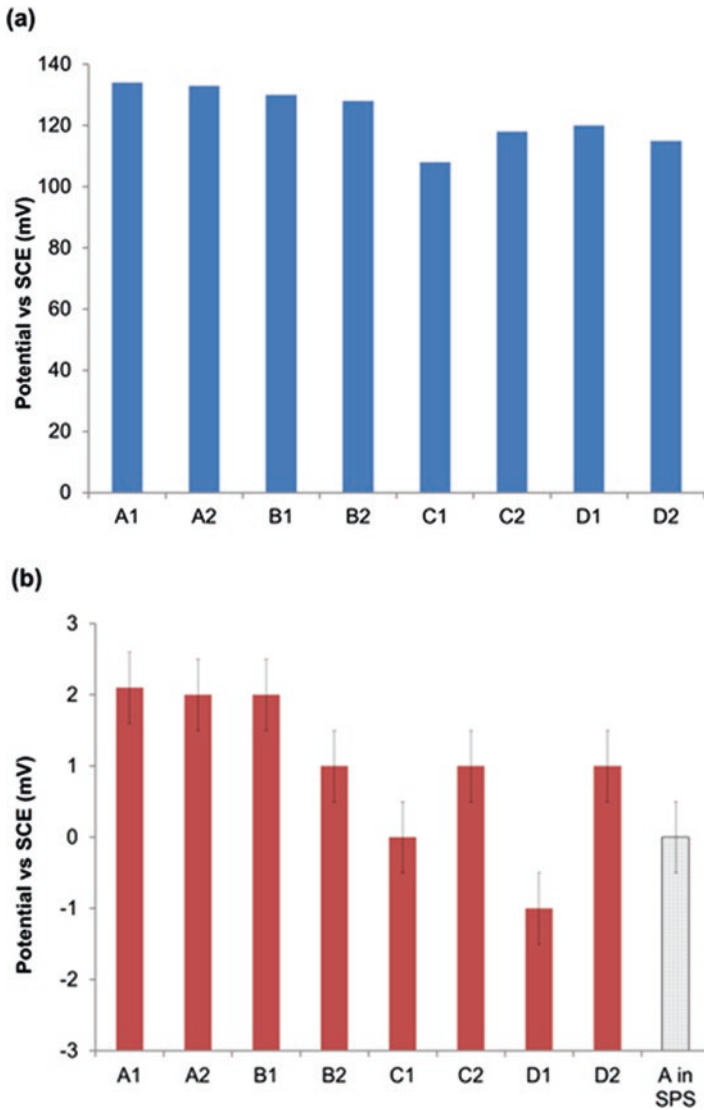 (a)
140
120
100
80
60
40
20
0
Potential vs SCE (mV)
A1 A2 B1 B2 C1 C2 D1 D2
(b)
3
2
1
0
-1
-2
-3
Potential vs SCE (mV)
A1 A2 B1 B2 C1 C2 D1 D2 A in
SPS